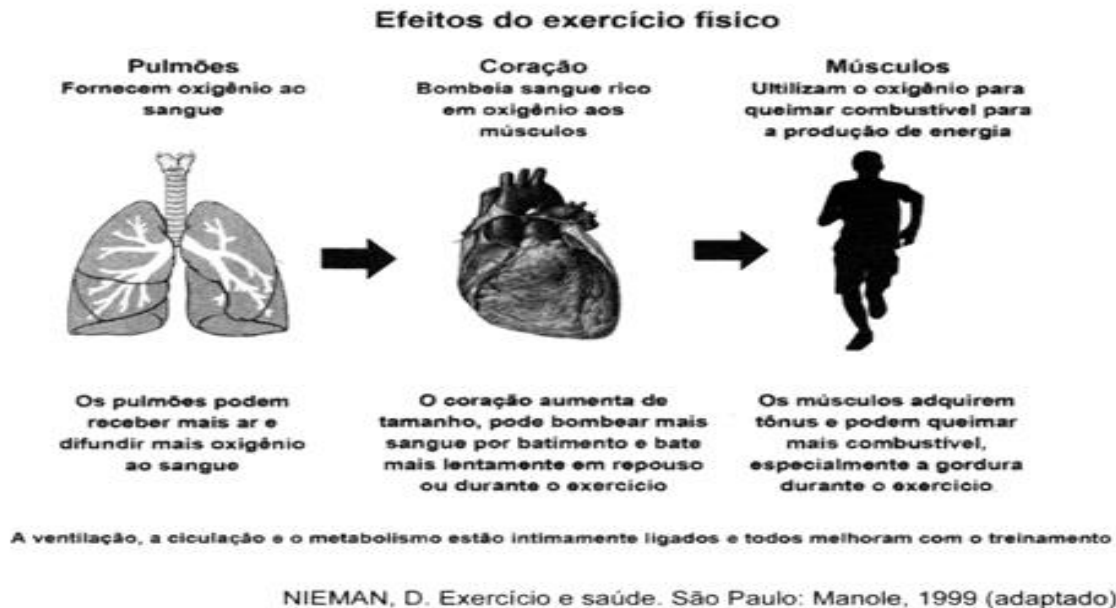 Efeitos do exercício físico
Pulmões
Fornecem oxigênio ao
sangue
Coração
Bombeia sangue rico
em oxigênio aos
músculos
Músculos
Ultilizam o oxigênio para
queimar combustível para
a produção de energia
Os pulmões podem
receber mais ar e
difundir mais oxigênio
ao sangue
O coração aumenta de
tamanho, pode bombear mais
sangue por batimento e bate
mais lentamente em repouso
ou durante o exercício
Os músculos adquirem
tônus e podem queimar
mais combustível,
especialmente a gordura
durante o exercício
A ventilação, a ciculação e o metabolismo estão intimamente ligados e todos melhoram com o treinamento
NIEMAN, D. Exercício e saúde. São Paulo: Manole, 1999 (adaptado)